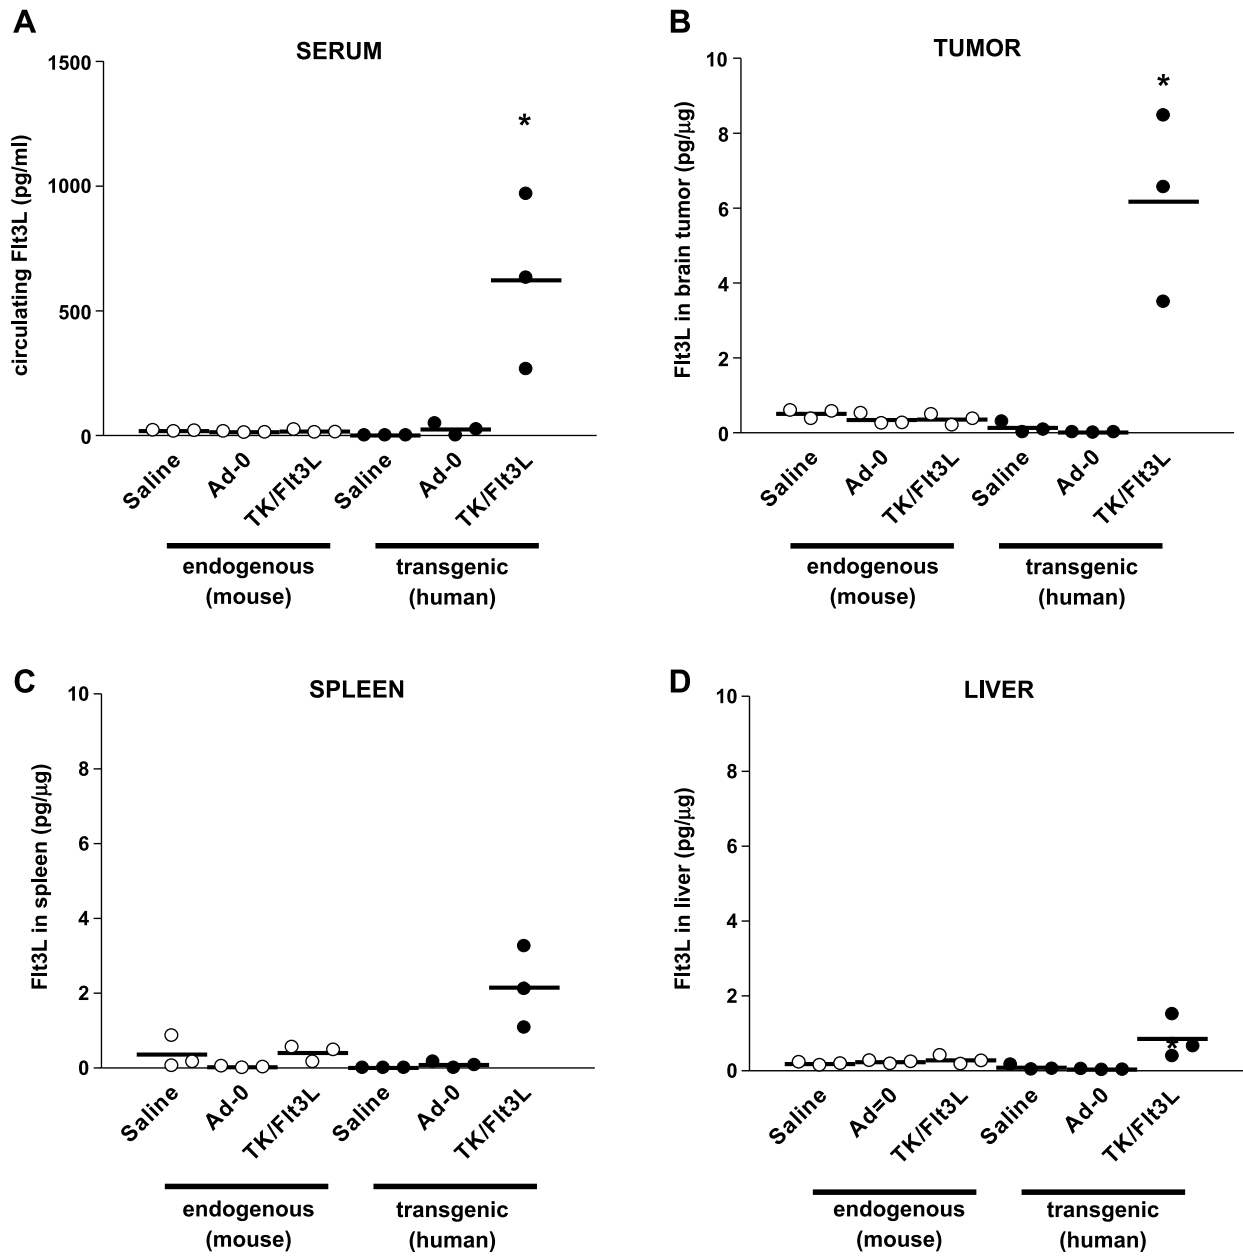 A
SERUM
1500
1000
500
0
circulating Flt3L (pg/ml)
*
Saline
Ad-0
TK/Flt3L
Saline
Ad-0
TK/Flt3L
endogenous
(mouse)
transgenic
(human)
B
TUMOR
10
8
6
4
2
0
Flt3L in brain tumor (pg/µg)
*
Saline
Ad-0
TK/Flt3L
Saline
Ad-0
TK/Flt3L
endogenous
(mouse)
transgenic
(human)
C
SPLEEN
10
8
6
4
2
0
Flt3L in spleen (pg/µg)
Saline
Ad-0
TK/Flt3L
Saline
Ad-0
TK/Flt3L
endogenous
(mouse)
transgenic
(human)
D
LIVER
10
8
6
4
2
0
Flt3L in liver (pg/µg)
*
Saline
Ad=0
TK/Flt3L
Saline
Ad-0
TK/Flt3L
endogenous
(mouse)
transgenic
(human)